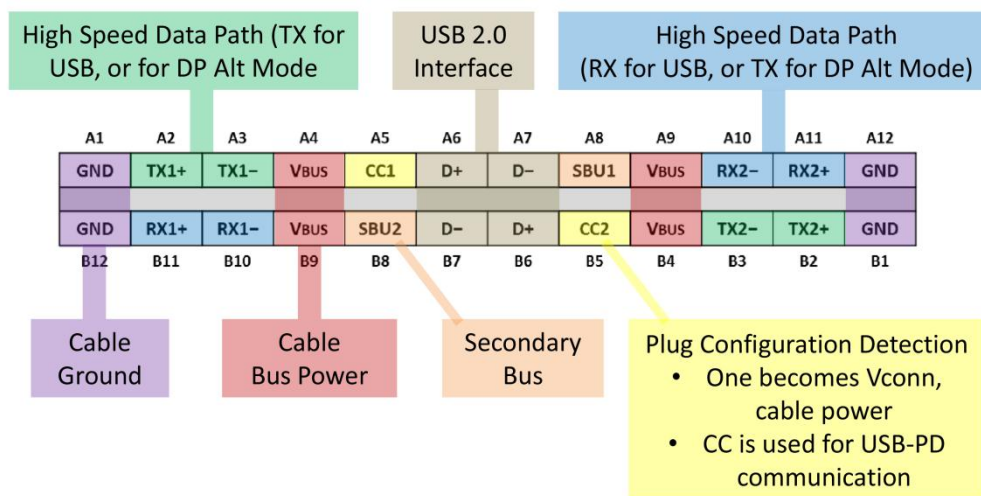 High Speed Data Path (TX for
USB, or for DP Alt Mode
USB 2.0
Interface
High Speed Data Path
(RX for USB, or TX for DP Alt Mode)
A1 A2 A3 A4 A5 A6 A7 A8 A9 A10 A11 A12
GND TX1+ TX1− VBUS CC1 D+ D− SBU1 VBUS RX2− RX2+ GND
GND RX1+ RX1− VBUS SBU2 D− D+ CC2 VBUS TX2− TX2+ GND
B12 B11 B10 B9 B8 B7 B6 B5 B4 B3 B2 B1
Cable
Ground
Cable
Bus Power
Secondary
Bus
Plug Configuration Detection
• One becomes Vconn,
cable power
• CC is used for USB-PD
communication